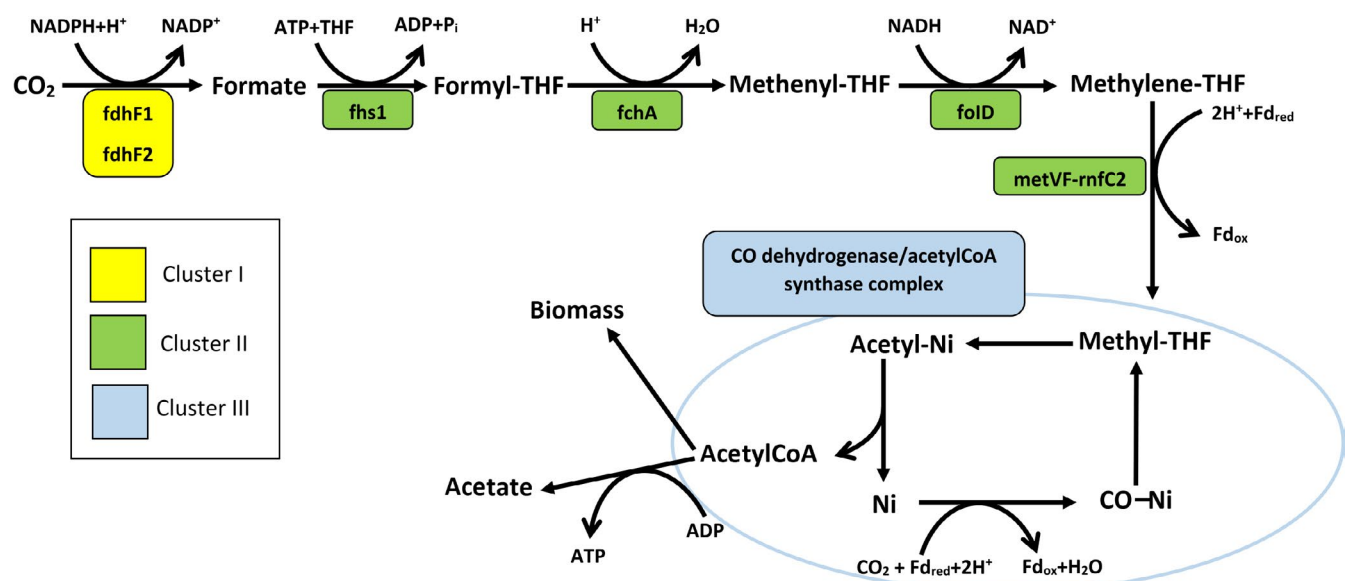 NADPH+H⁺ NADP⁺ ATP+THF ADP+Pᵢ H⁺ H₂O NADH NAD⁺
CO₂ Formate Formyl-THF Methenyl-THF Methylene-THF
fdhF1
fdhF2
fhs1
fchA
folD
2H⁺+Fd_red
metVF-rnfC2
Fd_ox
Cluster I
Cluster II
Cluster III
CO dehydrogenase/acetylCoA
synthase complex
Biomass
Acetyl-Ni Methyl-THF
AcetylCoA
Acetate
Ni CO–Ni
ATP ADP
CO₂ + Fd_red+2H⁺ Fd_ox+H₂O